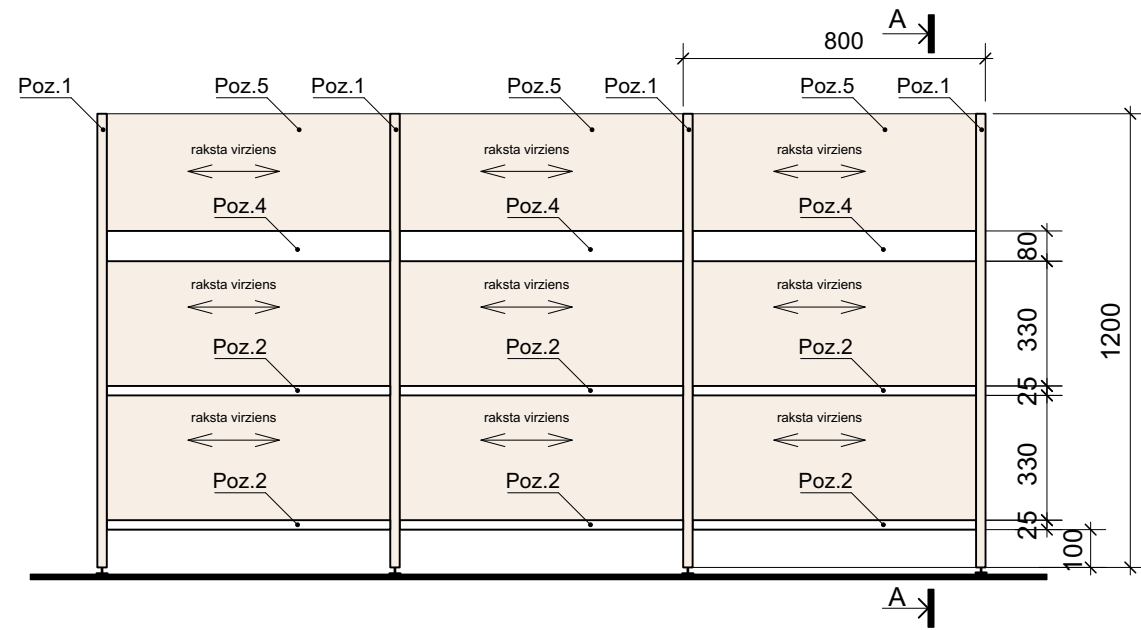 A
800
Poz.1 Poz.5 Poz.1 Poz.5 Poz.1 Poz.5 Poz.1
raksta virziens raksta virziens raksta virziens
Poz.4 Poz.4 Poz.4
80
raksta virziens raksta virziens raksta virziens
330
1200
Poz.2 Poz.2 Poz.2
25
raksta virziens raksta virziens raksta virziens
330
Poz.2 Poz.2 Poz.2
25
100
A